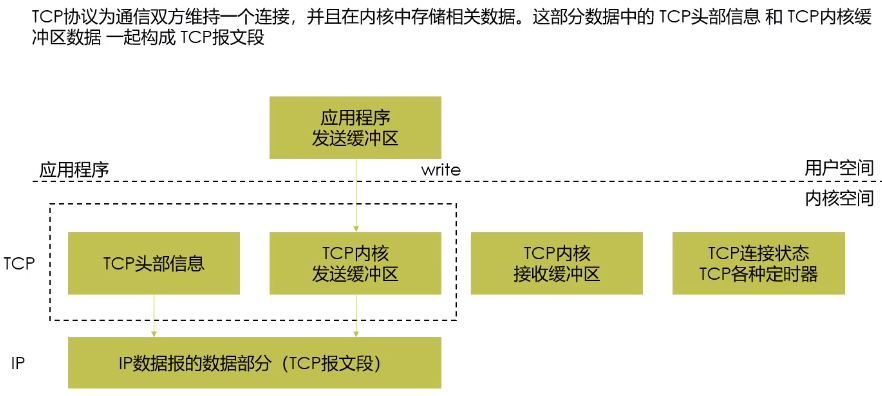 TCP协议为通信双方维持一个连接，并且在内核中存储相关数据。这部分数据中的 TCP头部信息 和 TCP内核缓
冲区数据 一起构成 TCP报文段
应用程序
发送缓冲区
应用程序
write
用户空间
内核空间
TCP
TCP头部信息
TCP内核
发送缓冲区
TCP内核
接收缓冲区
TCP连接状态
TCP各种定时器
IP
IP数据报的数据部分（TCP报文段）